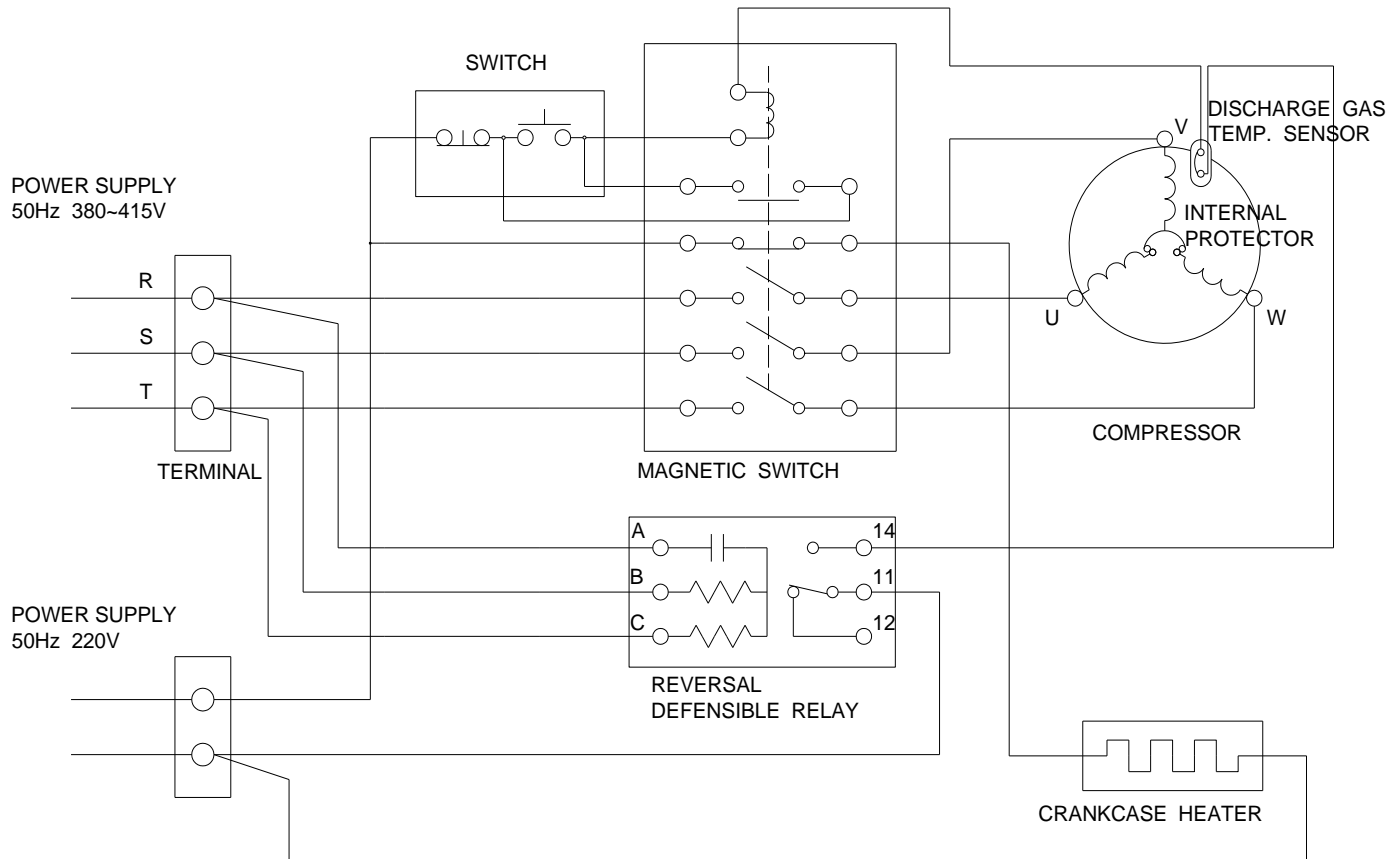 SWITCH
DISCHARGE GAS
TEMP. SENSOR
V
POWER SUPPLY
50Hz 380~415V
INTERNAL
PROTECTOR
R
U
W
S
T
COMPRESSOR
TERMINAL
MAGNETIC SWITCH
A
14
B
11
C
12
POWER SUPPLY
50Hz 220V
REVERSAL
DEFENSIBLE RELAY
CRANKCASE HEATER